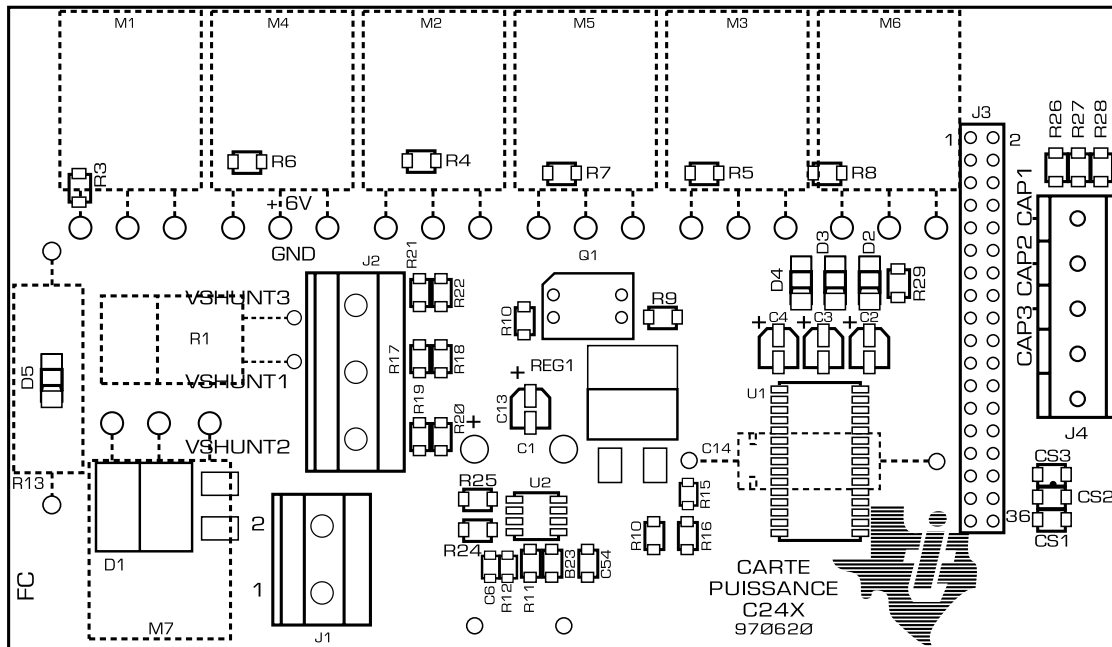 M1
M4
M2
M5
M3
M6
J3
1
2
R26
R27
R28
R3
R6
R4
R7
R5
R8
+ 6V
GND
CAP1
CAP2
CAP3
R21
R22
J2
Q1
D4
D3
D2
R29
VSHUNT3
R1
R17
R18
R10
R9
+
C4
+
C3
+
C2
D5
VSHUNT1
REG1
+
C13
U1
R19
R20
+
C1
C14
VSHUNT2
J4
R13
R25
U2
R15
CS3
CS2
CS1
36
2
R24
R10
R16
D1
C6
R12
R11
B23
C54
FC
1
M7
J1
CARTE
PUISSANCE
C24X
970620